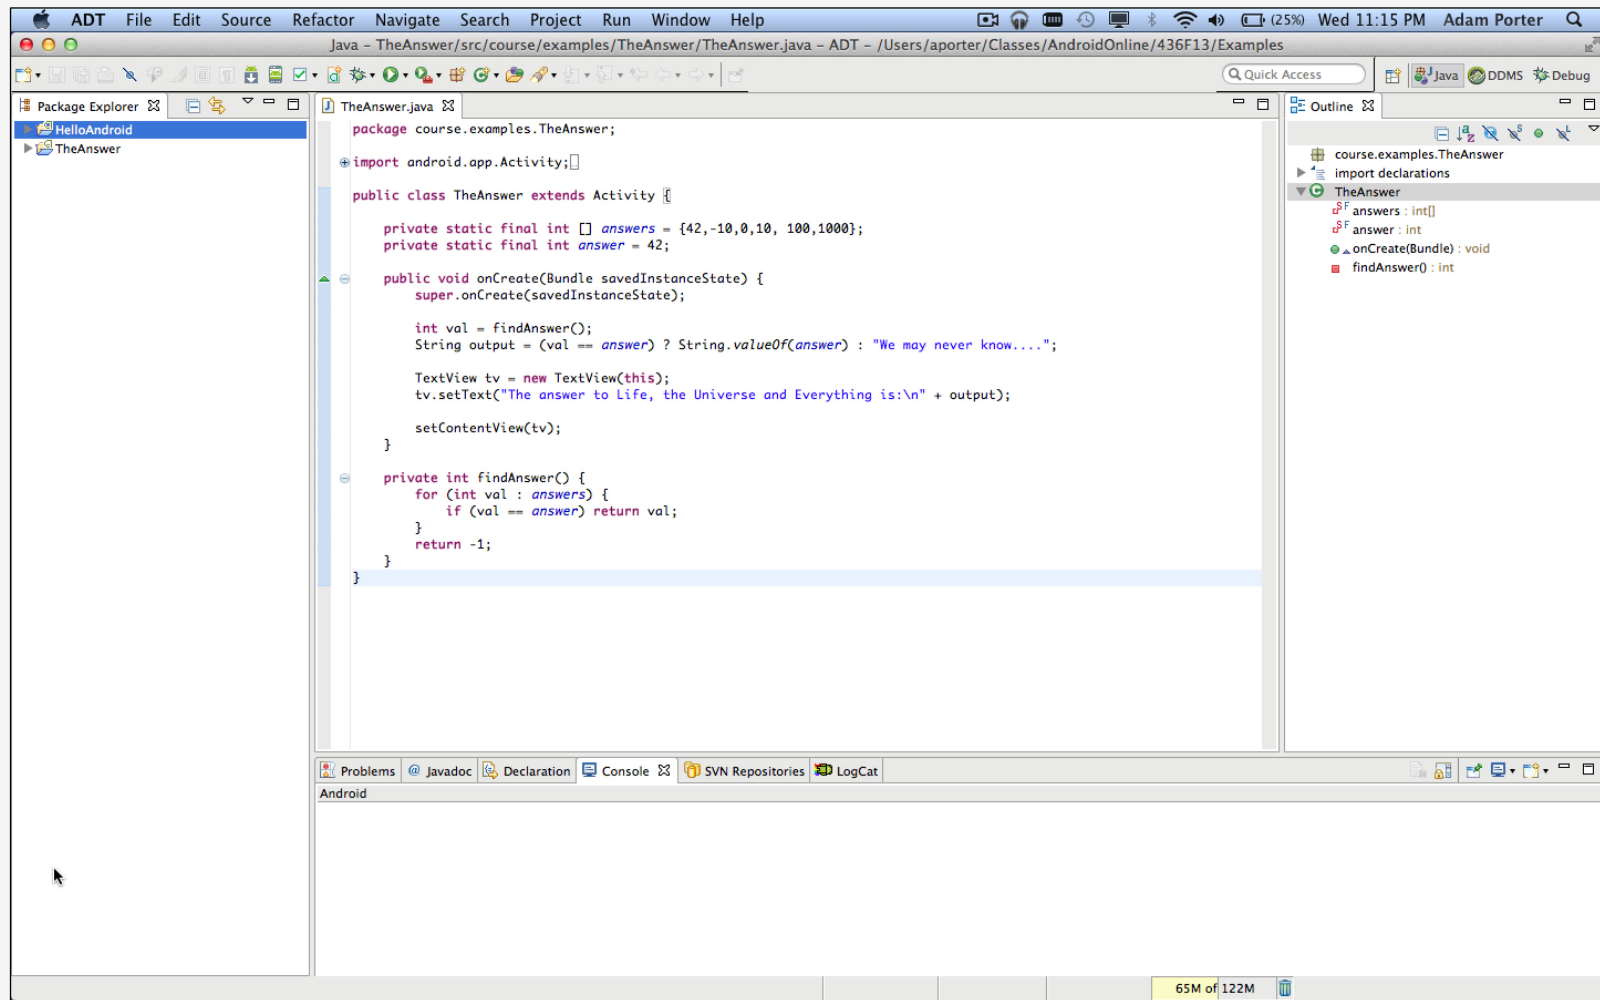 ADT File Edit Source Refactor Navigate Search Project Run Window Help (25%) Wed 11:15 PM Adam Porter
Java – TheAnswer/src/course/examples/TheAnswer/TheAnswer.java – ADT – /Users/aporter/Classes/AndroidOnline/436F13/Examples
Quick Access Java DDMS Debug
Package Explorer
HelloAndroid
TheAnswer
TheAnswer.java
package course.examples.TheAnswer;
import android.app.Activity;
public class TheAnswer extends Activity {
private static final int [] answers = {42,-10,0,10, 100,1000};
private static final int answer = 42;
public void onCreate(Bundle savedInstanceState) {
super.onCreate(savedInstanceState);
int val = findAnswer();
String output = (val == answer) ? String.valueOf(answer) : "We may never know....";
TextView tv = new TextView(this);
tv.setText("The answer to Life, the Universe and Everything is:\n" + output);
setContentView(tv);
}
private int findAnswer() {
for (int val : answers) {
if (val == answer) return val;
}
return -1;
}
}
Outline
course.examples.TheAnswer
import declarations
TheAnswer
answers : int[]
answer : int
onCreate(Bundle) : void
findAnswer() : int
Problems @ Javadoc Declaration Console SVN Repositories LogCat
Android
65M of 122M